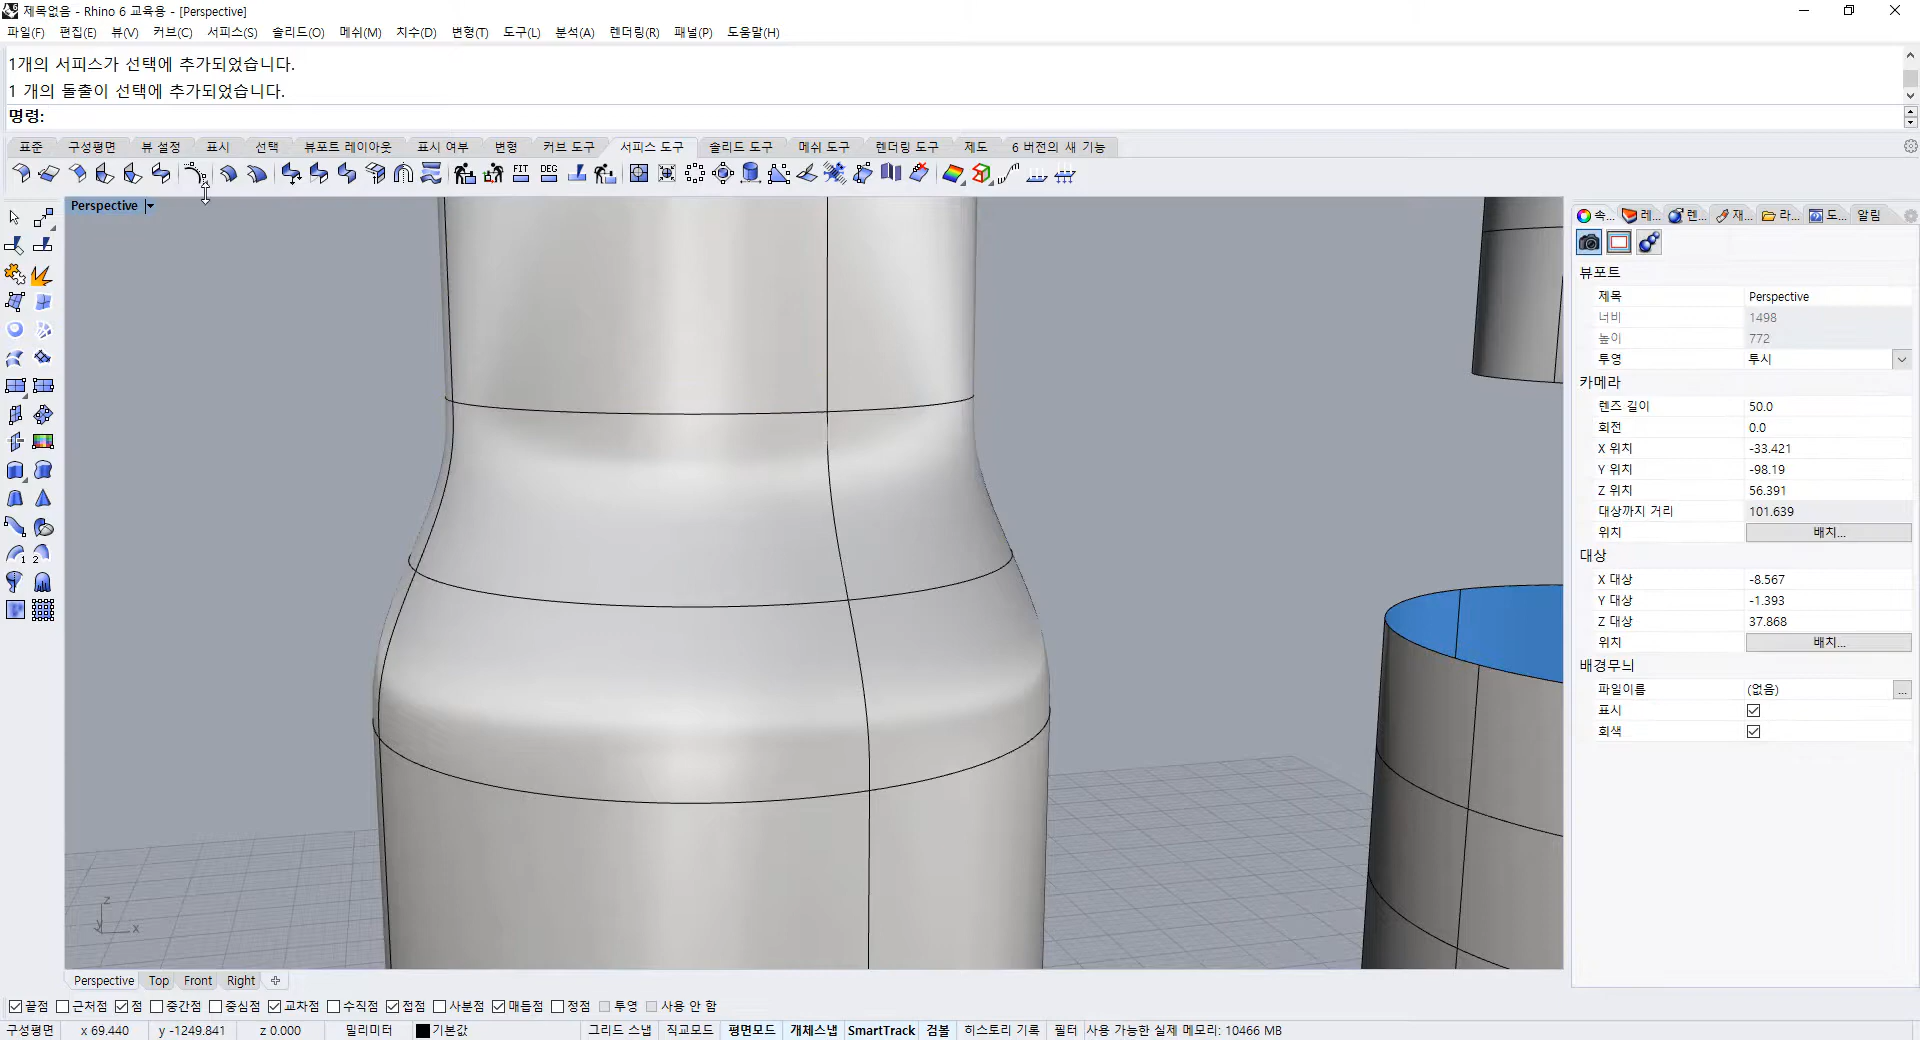 제목없음 - Rhino 6 교육용 - [Perspective]
파일(F) 편집(E) 뷰(V) 커브(C) 서피스(S) 솔리드(O) 메쉬(M) 치수(D) 변형(T) 도구(L) 분석(A) 렌더링(R) 패널(P) 도움말(H)
1개의 서피스가 선택에 추가되었습니다.
1 개의 돌출이 선택에 추가되었습니다.
명령:
표준 구성평면 뷰 설정 표시 선택 뷰포트 레이아웃 표시 여부 변형 커브 도구 서피스 도구 솔리드 도구 메쉬 도구 렌더링 도구 제도 6 버전의 새 기능
FIT DEG
Perspective
속... 레... 렌... 재... 라... 도... 알림
뷰포트
제목 Perspective
너비 1498
높이 772
투영 투시
카메라
렌즈 길이 50.0
회전 0.0
X 위치 -33.421
Y 위치 -98.19
Z 위치 56.391
대상까지 거리 101.639
위치 배치...
대상
X 대상 -8.567
Y 대상 -1.393
Z 대상 37.868
위치 배치...
배경무늬
파일이름 (없음) ...
표시
회색
1 2
z
y x
Perspective Top Front Right
끝점 근처점 점 중간점 중심점 교차점 수직점 접점 사분점 매듭점 정점 투영 사용 안 함
구성평면 x 69.440 y -1249.841 z 0.000 밀리미터 기본값 그리드 스냅 직교모드 평면모드 개체스냅 SmartTrack 검볼 히스토리 기록 필터 사용 가능한 실제 메모리: 10466 MB